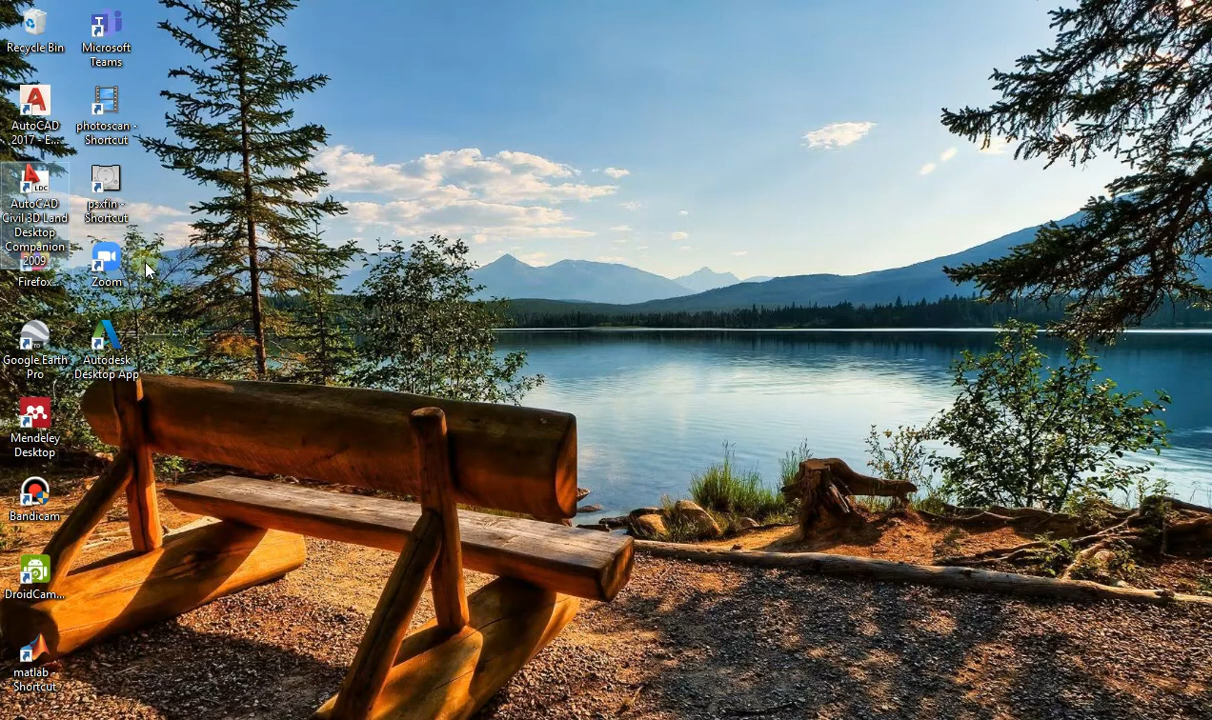 Recycle Bin
Microsoft
Teams
AutoCAD
2017 - E...
photoscan -
Shortcut
LDC
AutoCAD
Civil 3D Land
Desktop
Companion
2009
psxfin -
Shortcut
Firefox
Zoom
Google Earth
Pro
Autodesk
Desktop App
Mendeley
Desktop
Bandicam
DroidCam...
matlab -
Shortcut